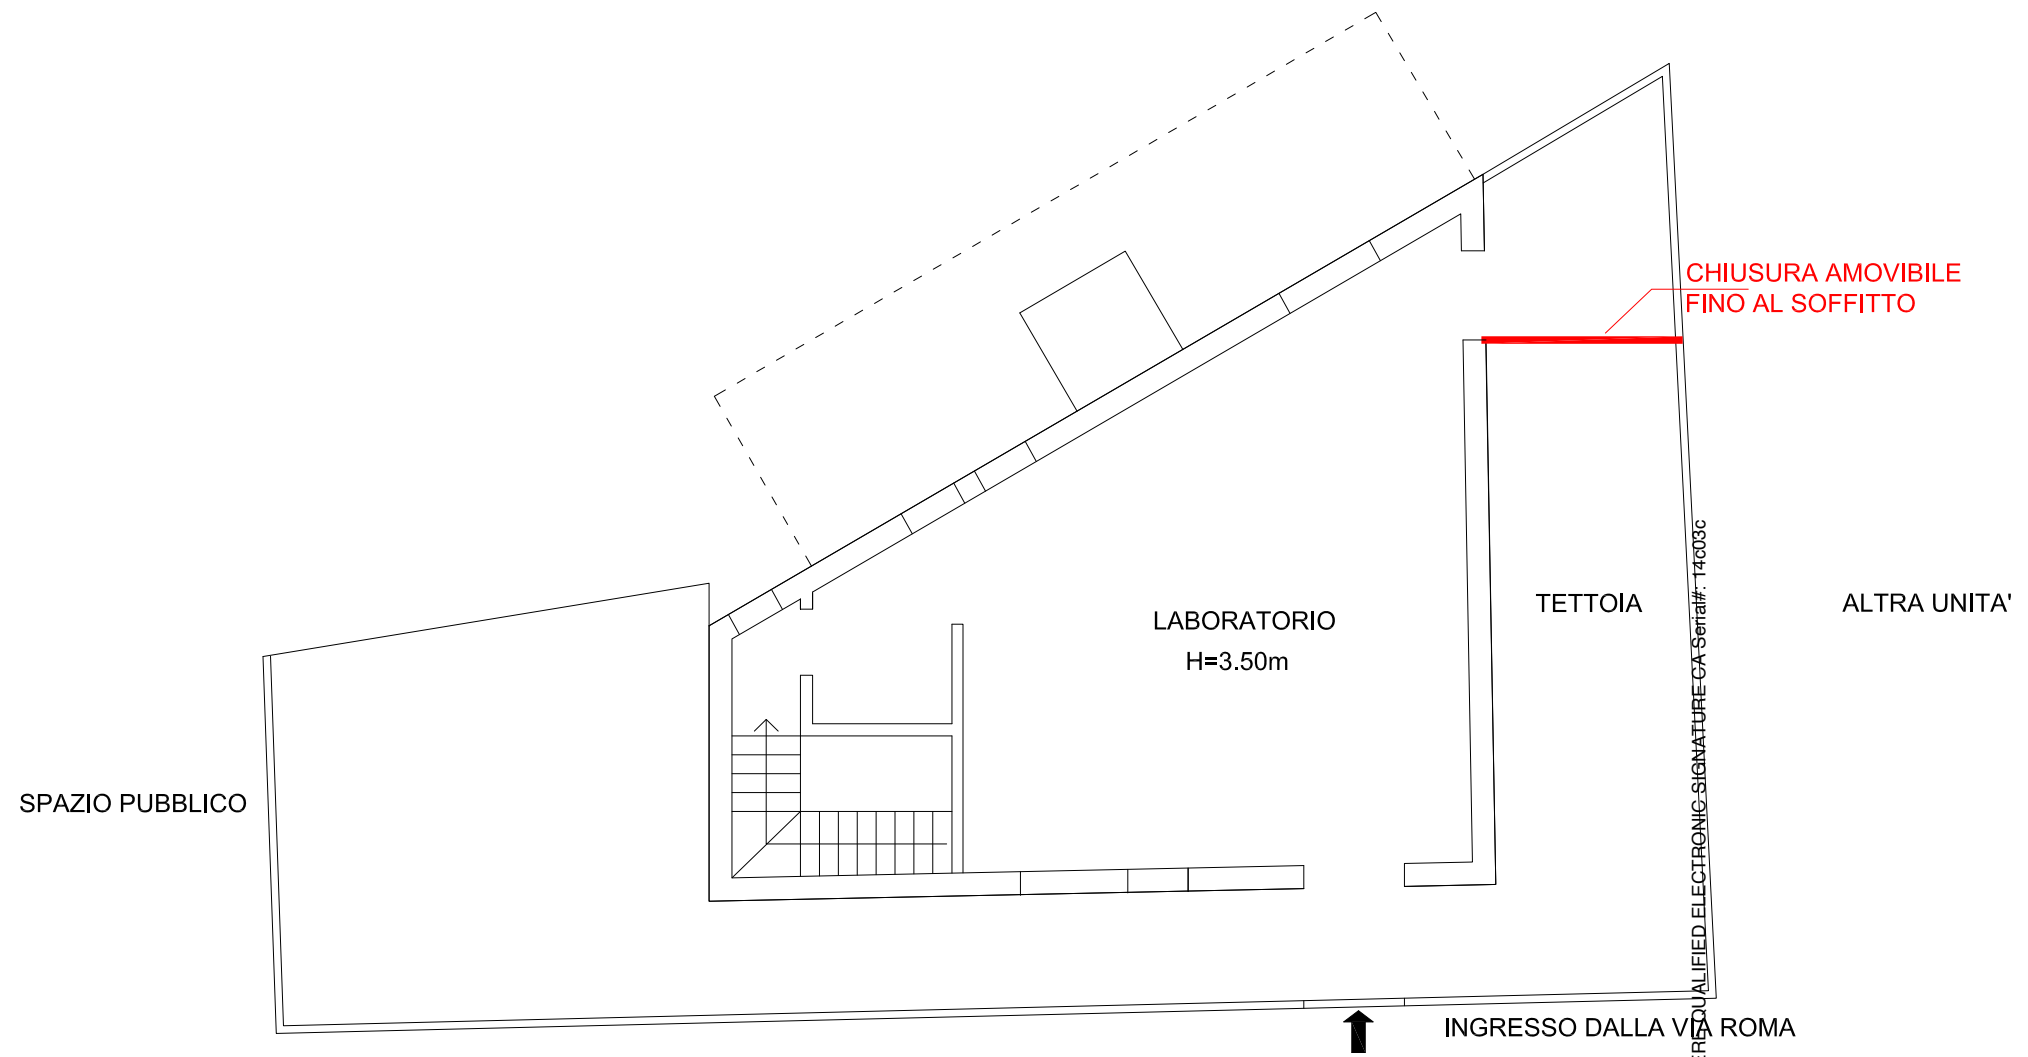 CHIUSURA AMOVIBILE
FINO AL SOFFITTO
LABORATORIO
H=3.50m
TETTOIA
ALTRA UNITA'
SPAZIO PUBBLICO
QUALIFIED ELECTRONIC SIGNATURE CA Serial#: 14c03c
INGRESSO DALLA VIA ROMA